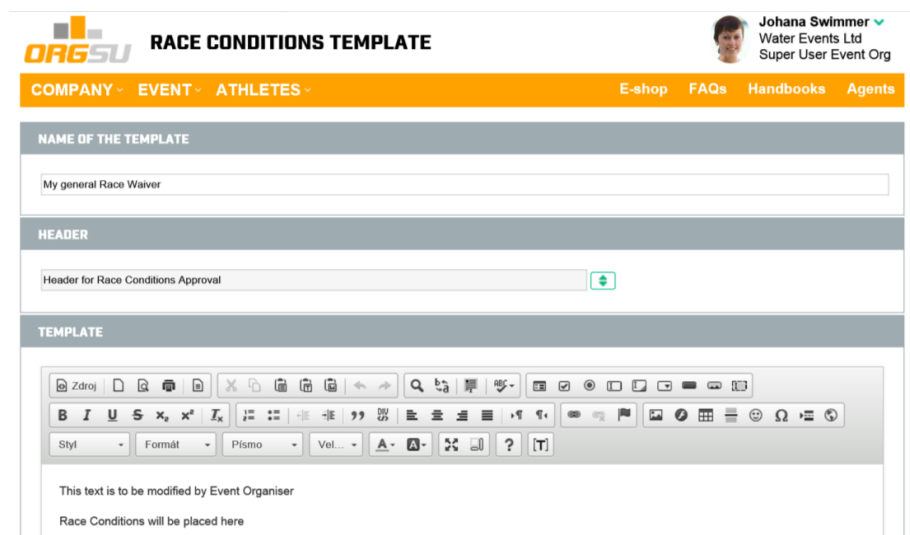 ORGSU
RACE CONDITIONS TEMPLATE
Johana Swimmer
Water Events Ltd
Super User Event Org
COMPANY EVENT ATHLETES E-shop FAQs Handbooks Agents
NAME OF THE TEMPLATE
My general Race Waiver
HEADER
Header for Race Conditions Approval
TEMPLATE
Zdroj
Styl Formát Písmo Vel...
This text is to be modified by Event Organiser
Race Conditions will be placed here